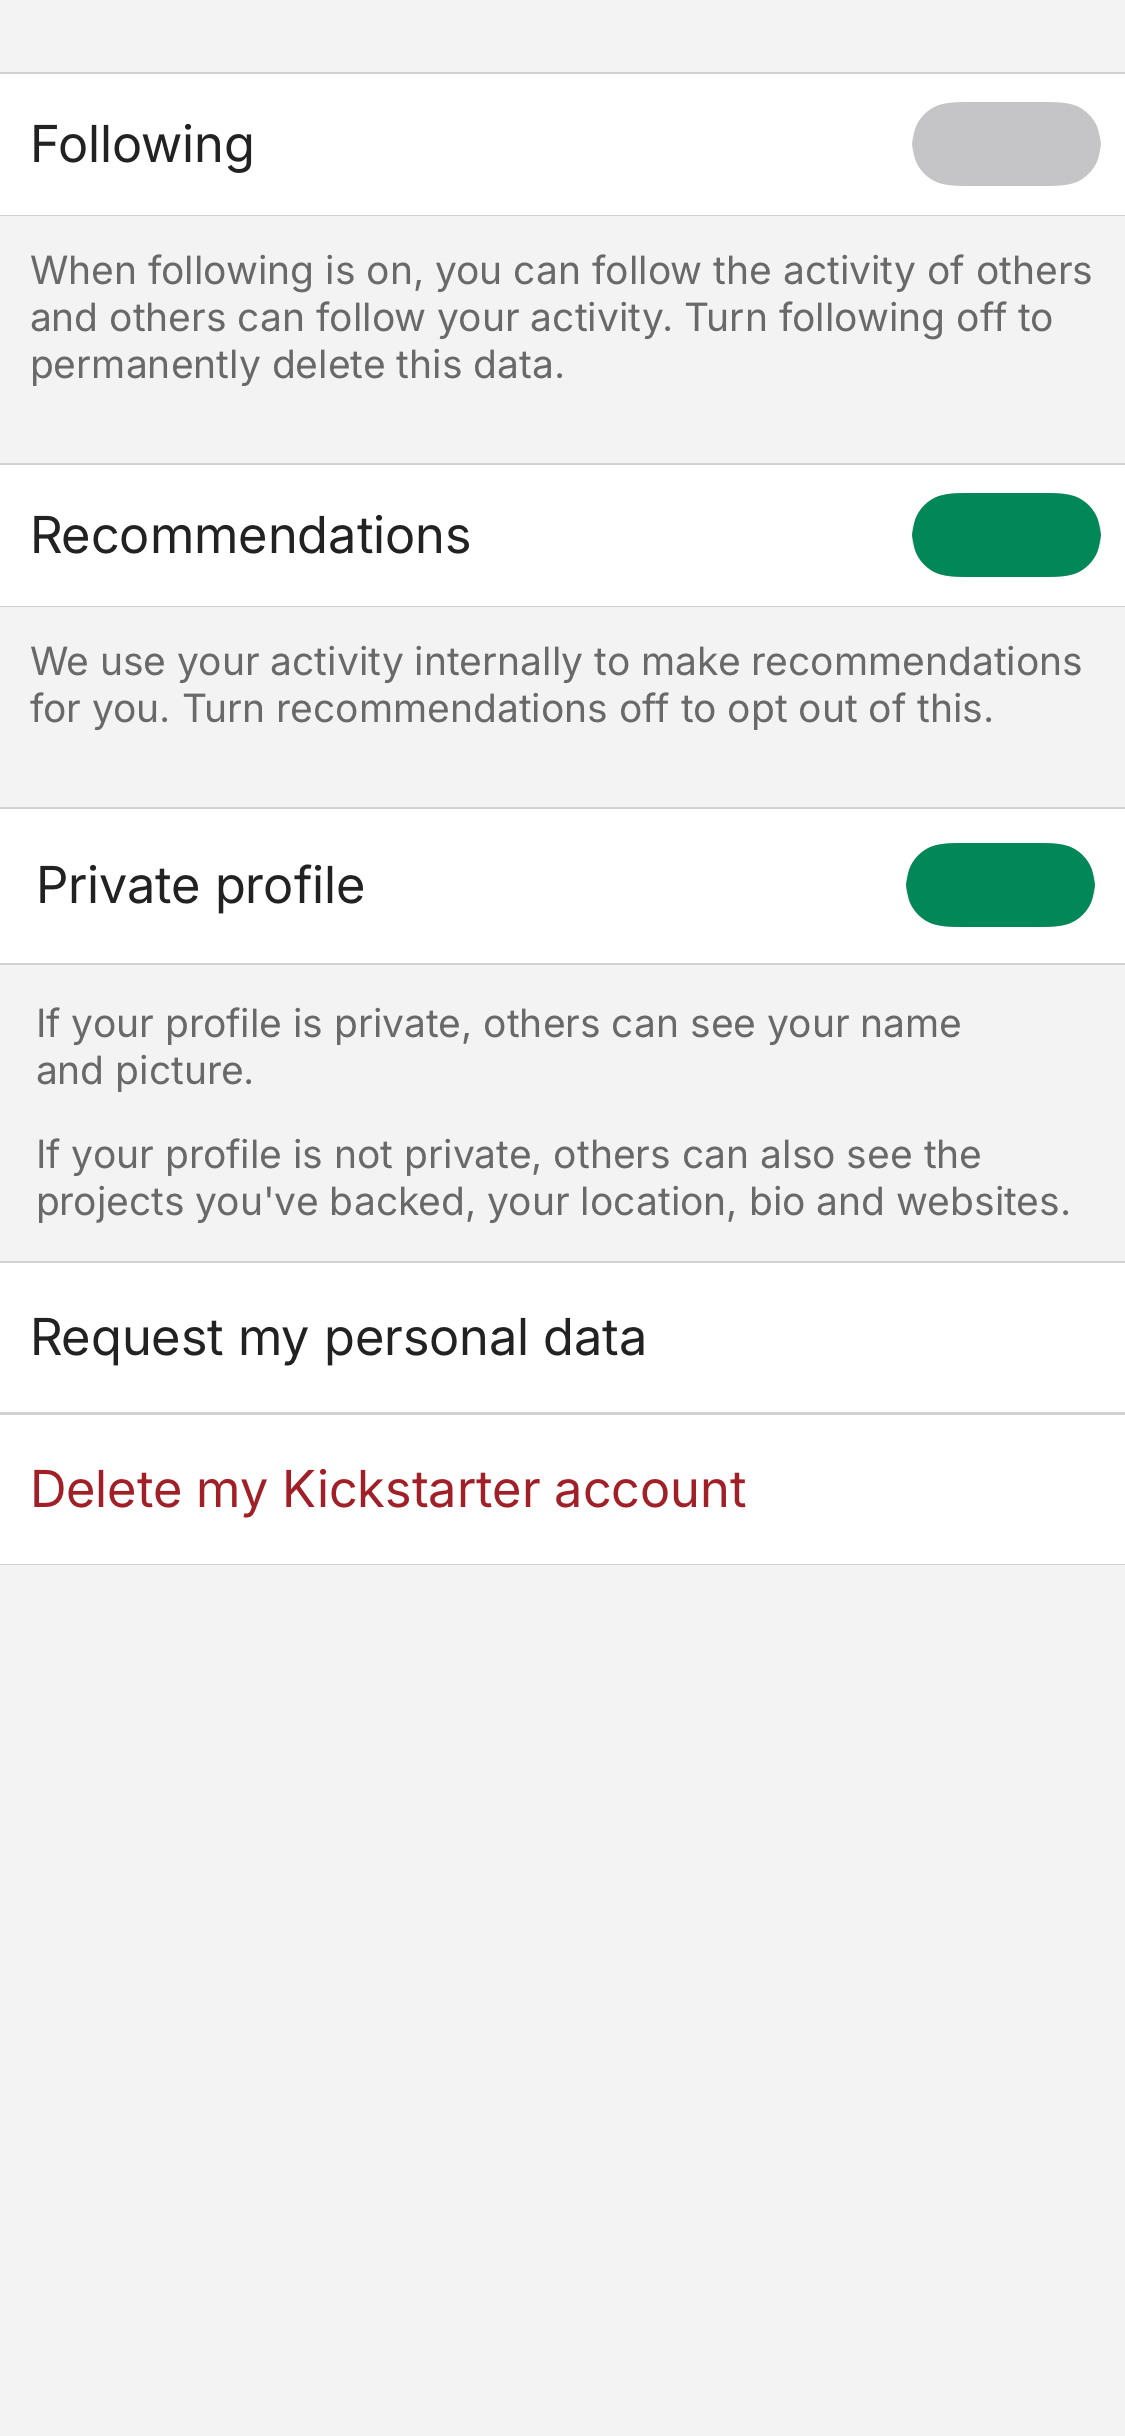 Following
When following is on, you can follow the activity of others
and others can follow your activity. Turn following off to
permanently delete this data.
Recommendations
We use your activity internally to make recommendations
for you. Turn recommendations off to opt out of this.
Private profile
If your profile is private, others can see your name
and picture.
If your profile is not private, others can also see the
projects you've backed, your location, bio and websites.
Request my personal data
Delete my Kickstarter account